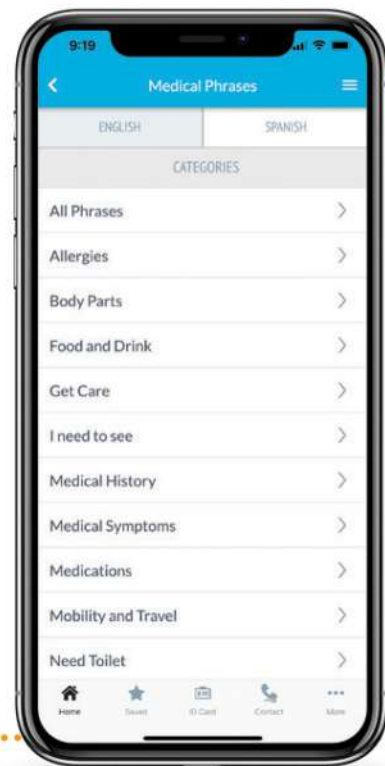 9:19
Medical Phrases
ENGLISH SPANISH
CATEGORIES
All Phrases
Allergies
Body Parts
Food and Drink
Get Care
I need to see
Medical History
Medical Symptoms
Medications
Mobility and Travel
Need Toilet
Home Saved ID Card Contact More